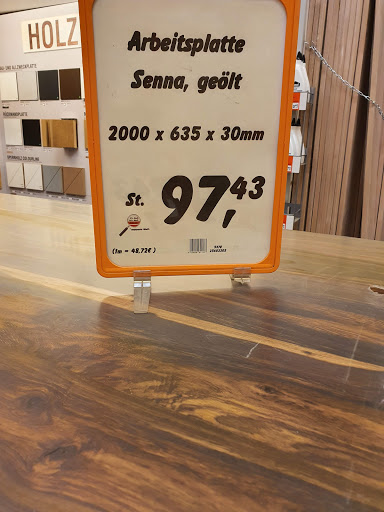 HOLZ
Arbeitsplatte
Senna, geölt
2000 x 635 x 30mm
St. 97,43
(1m = 48,72€)